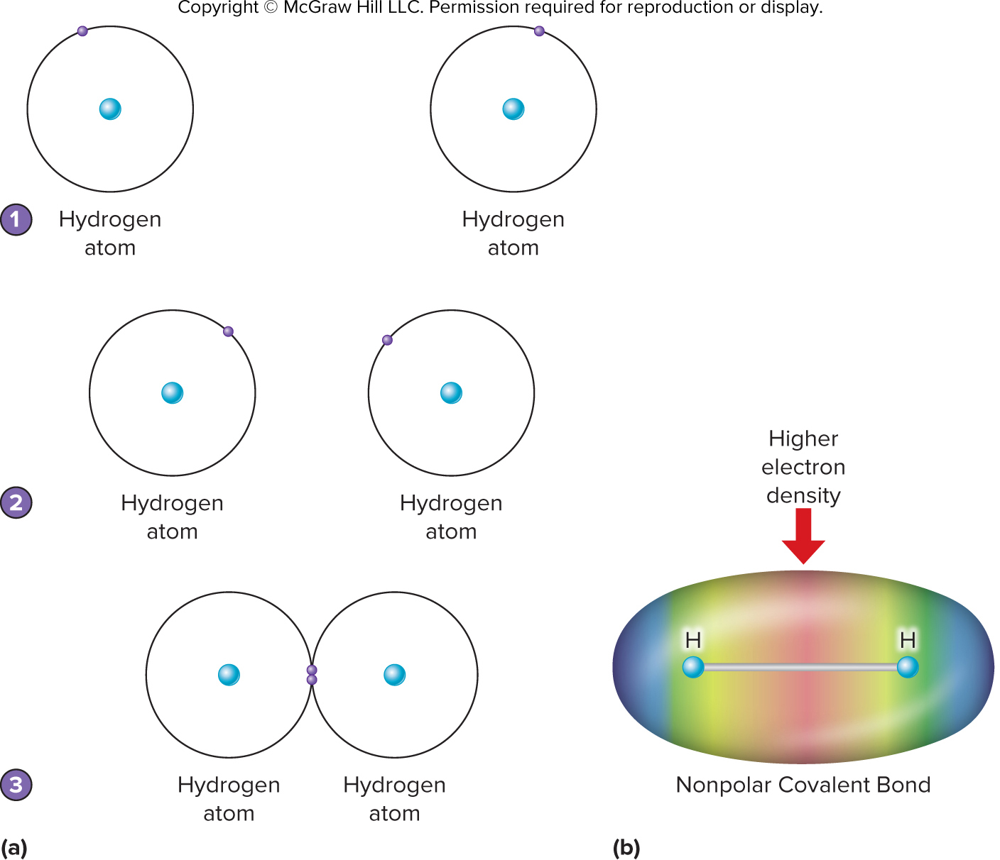 Copyright © McGraw Hill LLC. Permission required for reproduction or display.
1
Hydrogen
atom
Hydrogen
atom
2
Hydrogen
atom
Hydrogen
atom
3
Hydrogen
atom
Hydrogen
atom
(a)
Higher
electron
density
H
H
Nonpolar Covalent Bond
(b)